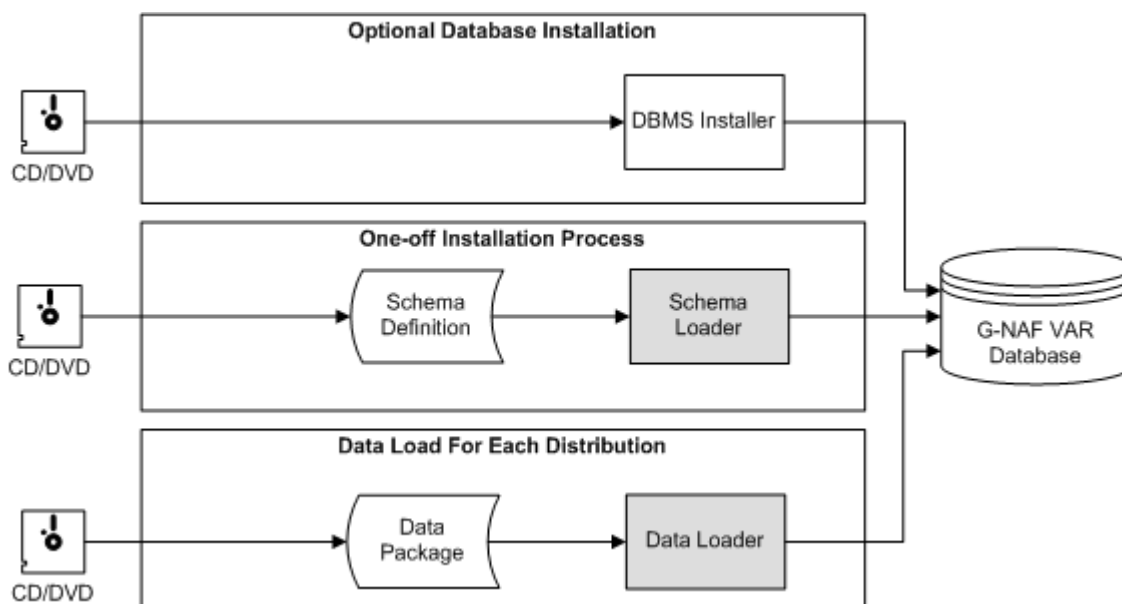 Optional Database Installation
DBMS Installer
CD/DVD
One-off Installation Process
Schema
Definition
Schema
Loader
CD/DVD
G-NAF VAR
Database
Data Load For Each Distribution
Data
Package
Data Loader
CD/DVD